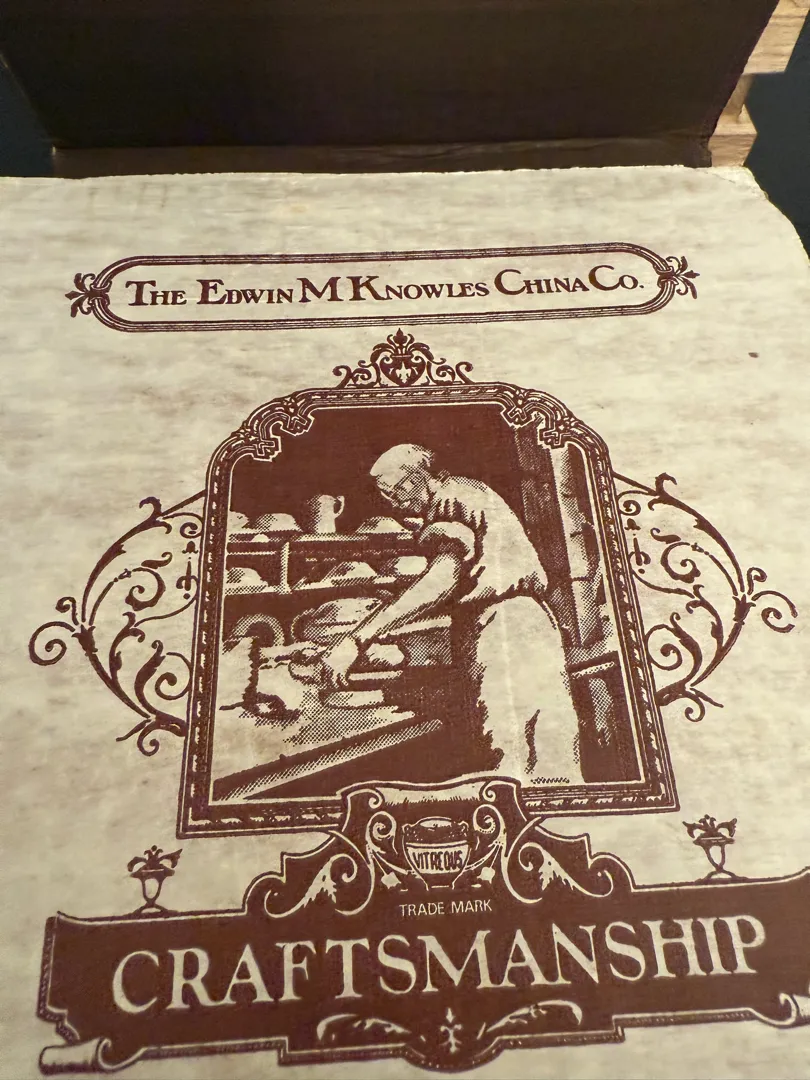 The Edwin M Knowles China Co.
VITREOUS
TRADE MARK
CRAFTSMANSHIP